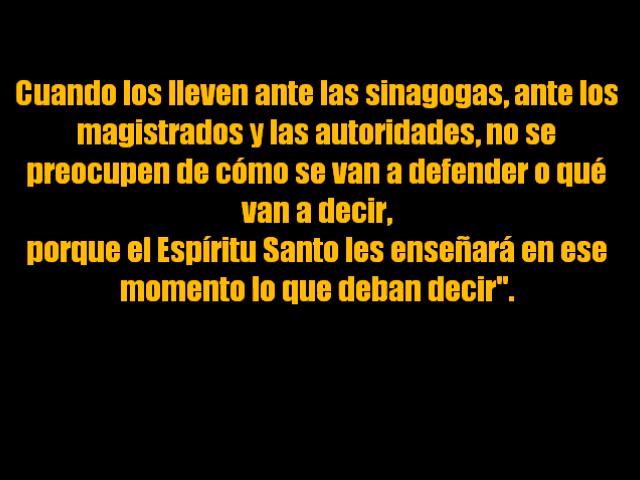 Cuando los lleven ante las sinagogas, ante los
magistrados y las autoridades, no se
preocupen de cómo se van a defender o qué
van a decir,
porque el Espíritu Santo les enseñará en ese
momento lo que deban decir".